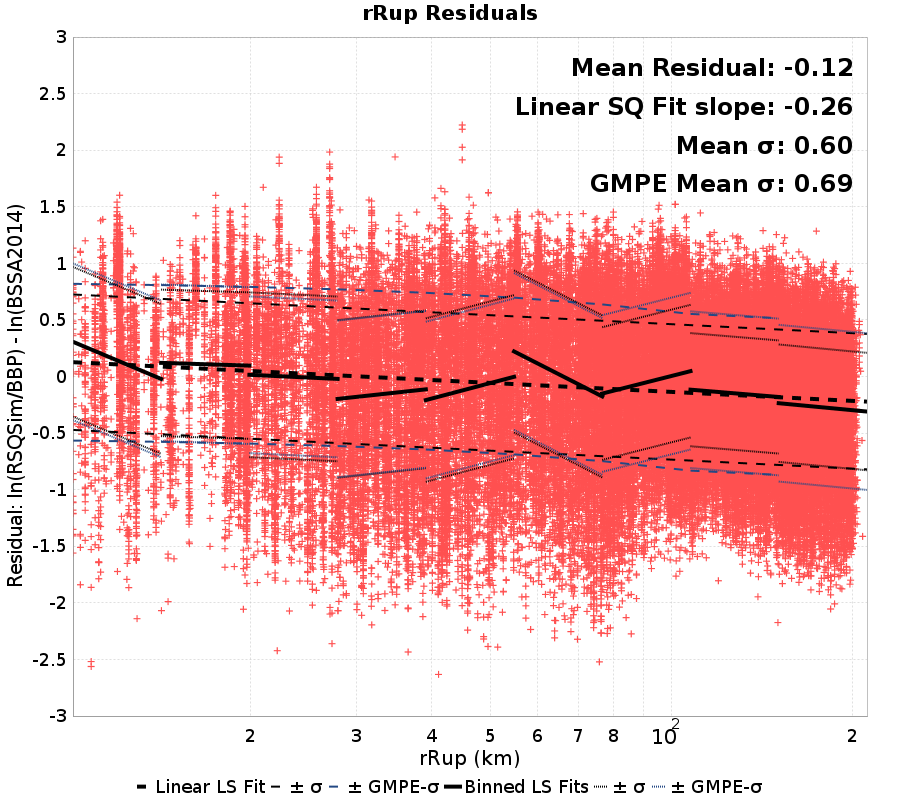 rRup Residuals
Mean Residual: -0.12
Linear SQ Fit slope: -0.26
Mean σ: 0.60
GMPE Mean σ: 0.69
Residual: ln(RSQSim/BBP) - ln(BSSA2014)
3
2.5
2
1.5
1
0.5
0
-0.5
-1
-1.5
-2
-2.5
-3
2 3 4 5 6 7 8 10² 2
rRup (km)
Linear LS Fit ± σ ± GMPE-σ Binned LS Fits ± σ ± GMPE-σ